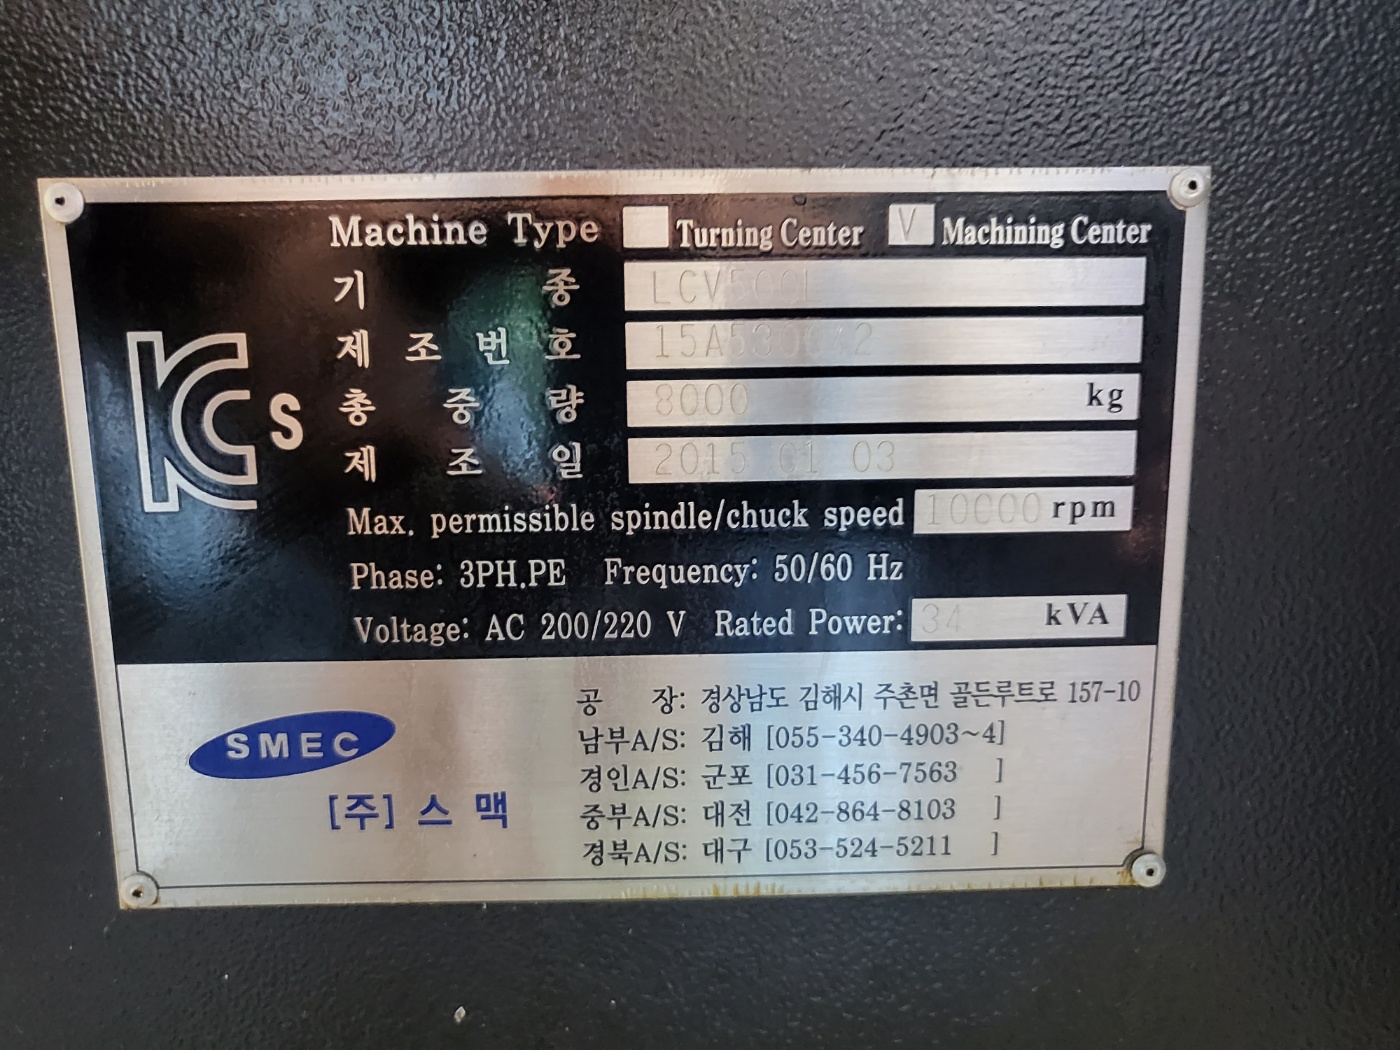 Machine Type Turning Center V Machining Center
기 종 LCV500L
제 조 번 호
총 중 량 8000 kg
제 조 일 2015 01 03
KC s
Max. permissible spindle/chuck speed 10000 rpm
Phase: 3PH.PE Frequency: 50/60 Hz
Voltage: AC 200/220 V Rated Power: 34 kVA
SMEC
[주] 스 맥
공 장: 경상남도 김해시 주촌면 골든루트로 157-10
남부A/S: 김해 [055-340-4903~4]
경인A/S: 군포 [031-456-7563 ]
중부A/S: 대전 [042-864-8103 ]
경북A/S: 대구 [053-524-5211 ]